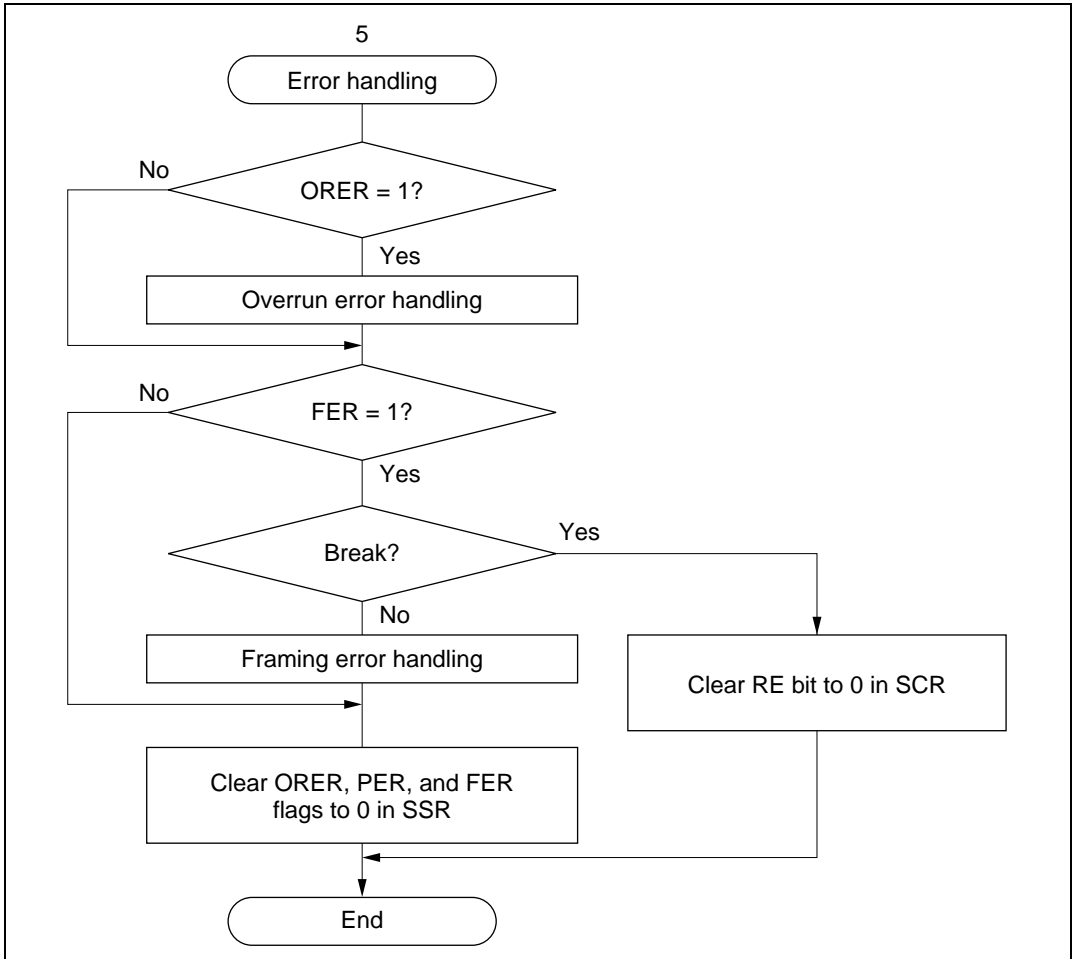 5
Error handling
No
ORER = 1?
Yes
Overrun error handling
No
FER = 1?
Yes
Yes
Break?
No
Framing error handling
Clear RE bit to 0 in SCR
Clear ORER, PER, and FER
flags to 0 in SSR
End